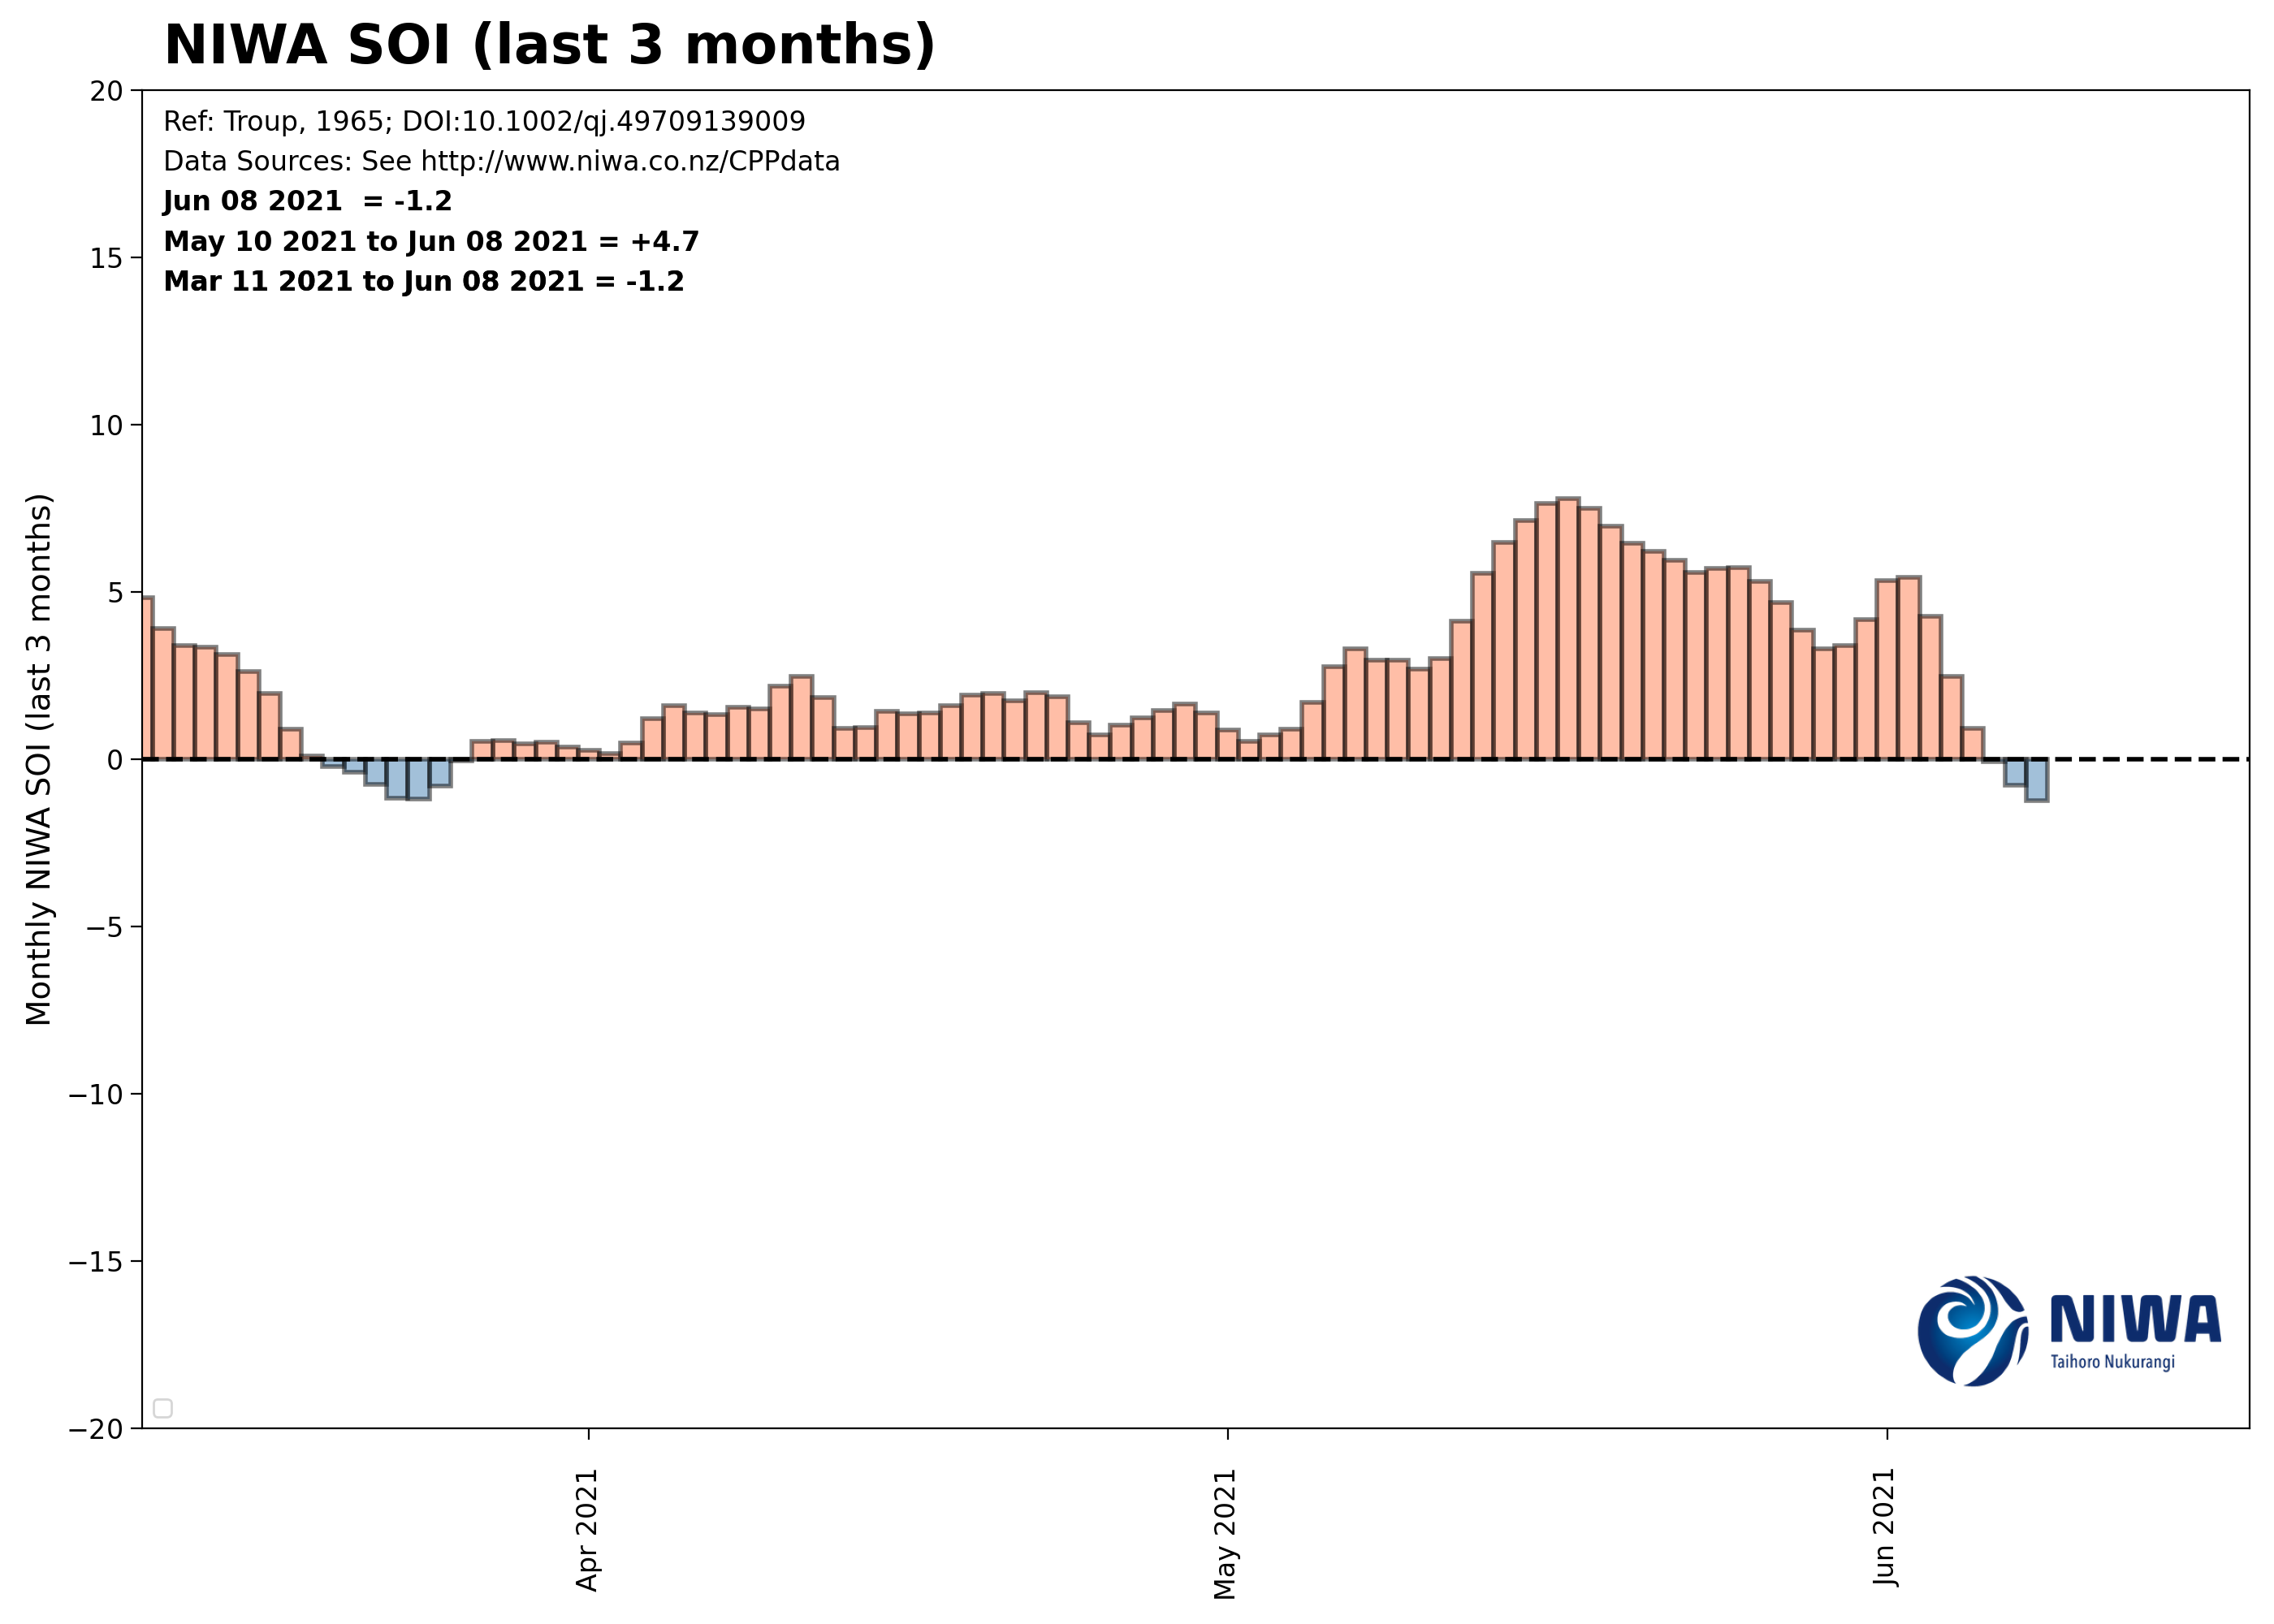 NIWA SOI (last 3 months)
Ref: Troup, 1965; DOI:10.1002/qj.49709139009
Data Sources: See http://www.niwa.co.nz/CPPdata
Jun 08 2021  = -1.2
May 10 2021 to Jun 08 2021 = +4.7
Mar 11 2021 to Jun 08 2021 = -1.2
Monthly NIWA SOI (last 3 months)
20
15
10
5
0
−5
−10
−15
−20
Apr 2021
May 2021
Jun 2021
NIWA
Taihoro Nukurangi